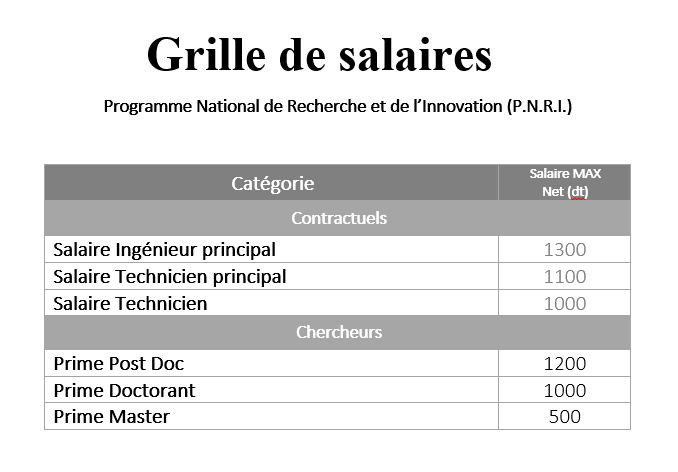 Grille de salaires
Programme National de Recherche et de l’Innovation (P.N.R.I.)
Catégorie Salaire MAX
Net (dt)
Contractuels
Salaire Ingénieur principal 1300
Salaire Technicien principal 1100
Salaire Technicien 1000
Chercheurs
Prime Post Doc 1200
Prime Doctorant 1000
Prime Master 500